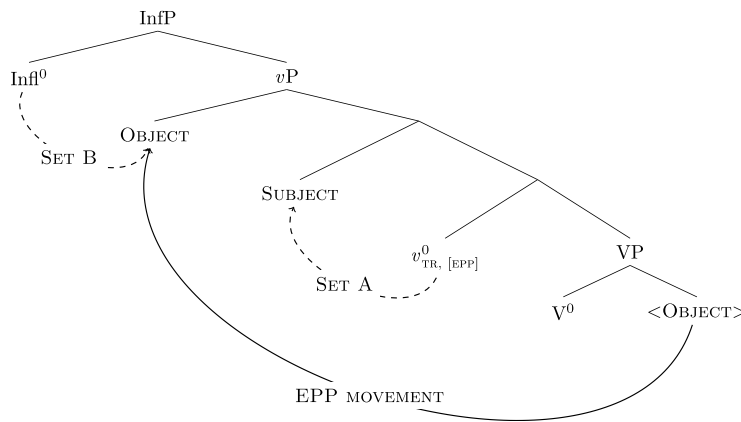 InfP
Infl⁰
vP
OBJECT
SET B
SUBJECT
v⁰TR, [EPP]
VP
SET A
V⁰
<OBJECT>
EPP MOVEMENT